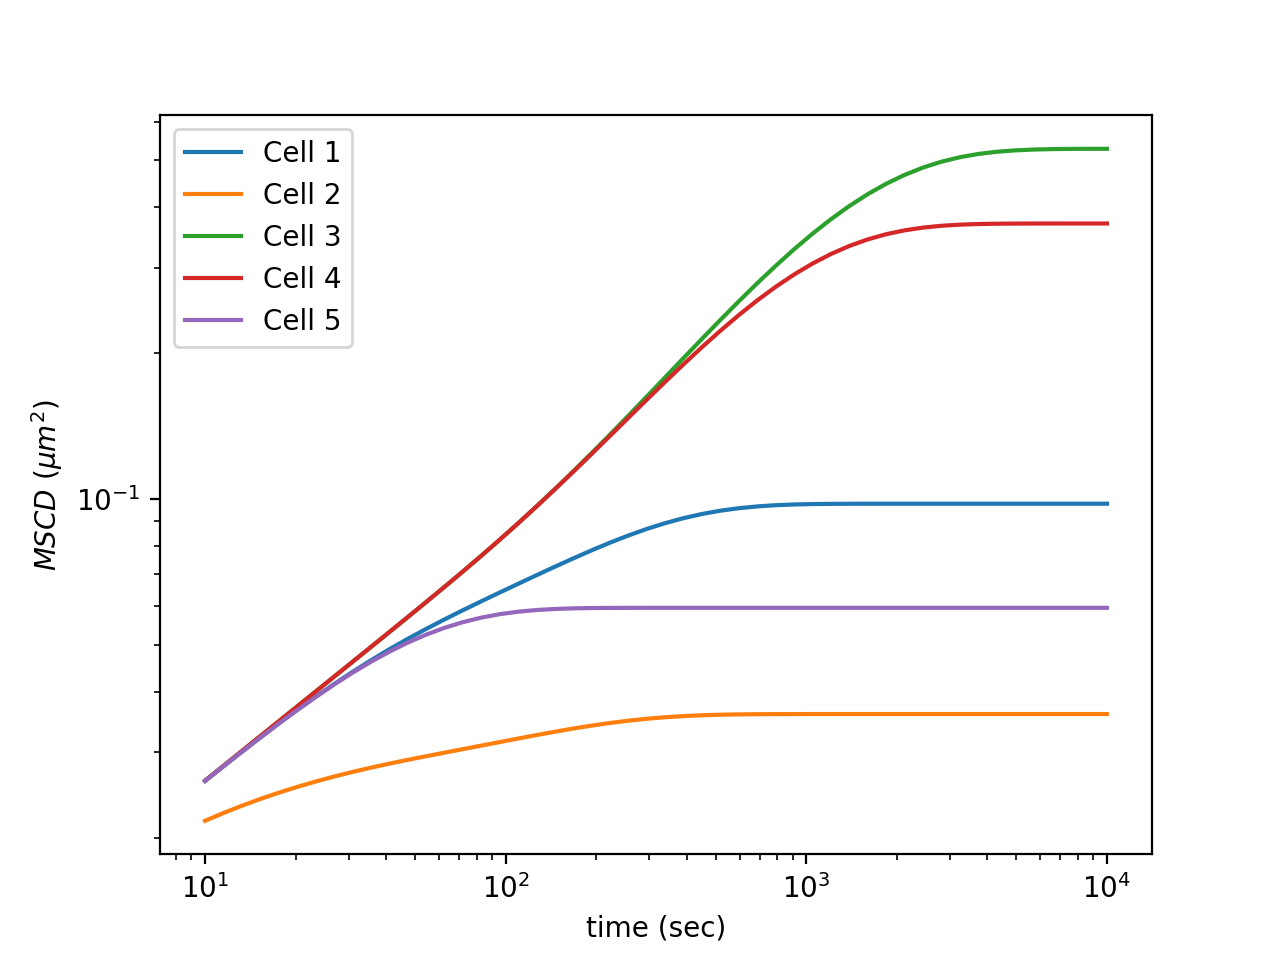 Cell 1
Cell 2
Cell 3
Cell 4
Cell 5
MSCD (μm²)
10⁻¹
10¹ 10² 10³ 10⁴
time (sec)